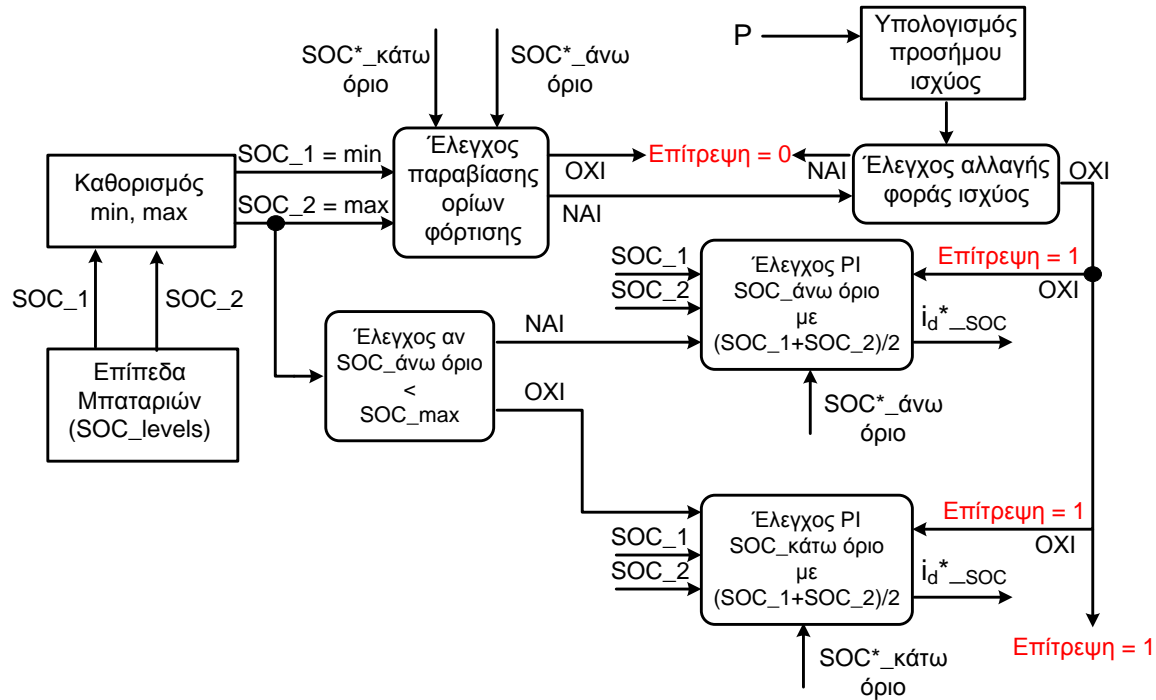 P
Υπολογισμός
προσήμου
ισχύος
SOC*_κάτω
όριο
SOC*_άνω
όριο
SOC_1 = min
SOC_2 = max
Καθορισμός
min, max
Έλεγχος
παραβίασης
ορίων
φόρτισης
ΟΧΙ
ΝΑΙ
Επίτρεψη = 0
ΝΑΙ
Έλεγχος αλλαγής
φοράς ισχύος
ΟΧΙ
SOC_1
SOC_2
Επίπεδα
Μπαταριών
(SOC_levels)
Έλεγχος αν
SOC_άνω όριο
<
SOC_max
ΝΑΙ
ΟΧΙ
SOC_1
SOC_2
Έλεγχος PI
SOC_άνω όριο
με
(SOC_1+SOC_2)/2
Επίτρεψη = 1
ΟΧΙ
id*_SOC
SOC*_άνω
όριο
SOC_1
SOC_2
Έλεγχος PI
SOC_κάτω όριο
με
(SOC_1+SOC_2)/2
Επίτρεψη = 1
ΟΧΙ
id*_SOC
SOC*_κάτω
όριο
Επίτρεψη = 1